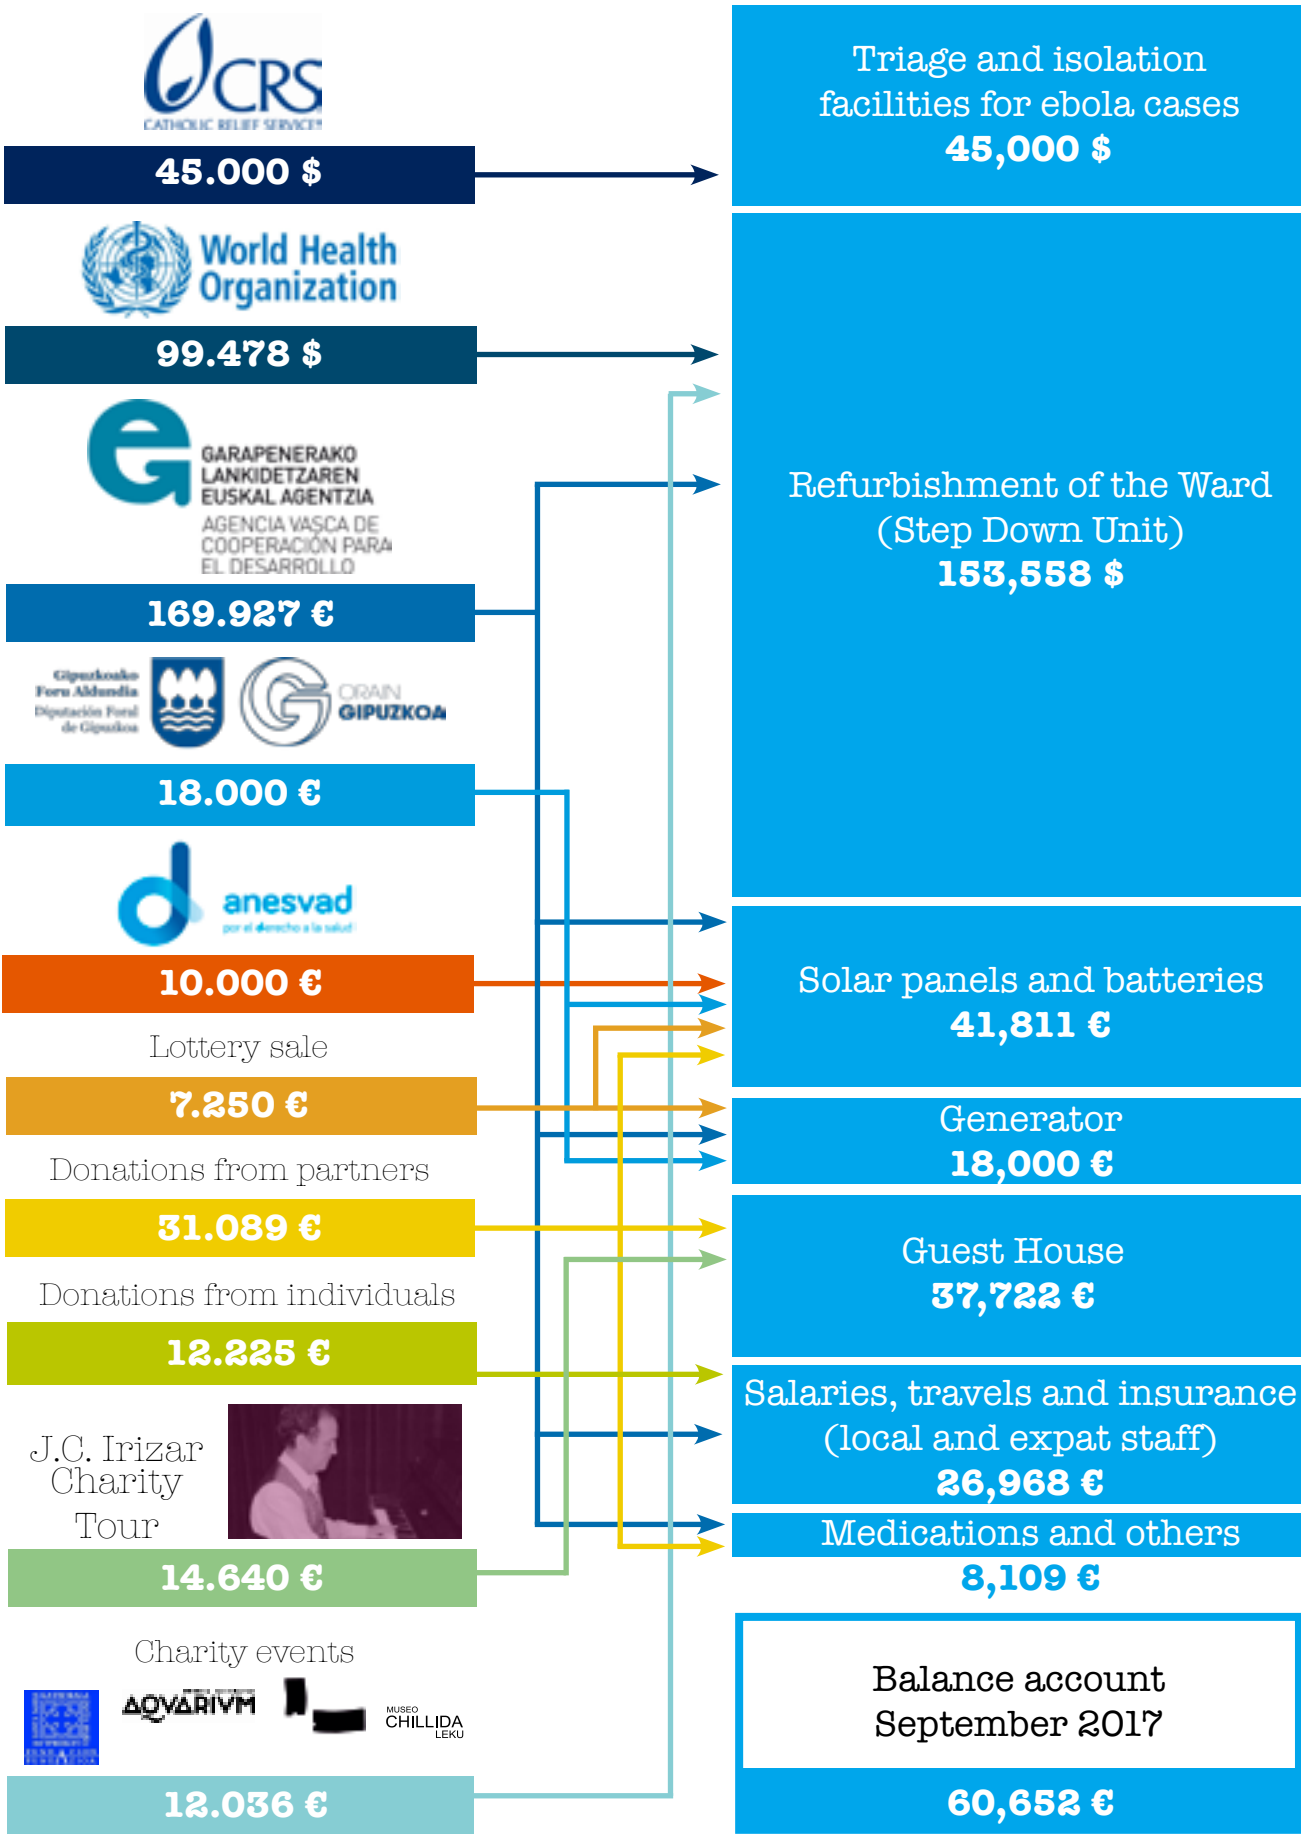 CRS
CATHOLIC RELIEF SERVICES
45.000 $
World Health
Organization
99.478 $
GARAPENERAKO
LANKIDETZAREN
EUSKAL AGENTZIA
AGENCIA VASCA DE
COOPERACIÓN PARA
EL DESARROLLO
169.927 €
Gipuzkoako
Foru Aldundia
Diputación Foral
de Gipuzkoa
ORAIN
GIPUZKOA
18.000 €
anesvad
por el derecho a la salud
10.000 €
Lottery sale
7.250 €
Donations from partners
31.089 €
Donations from individuals
12.225 €
J.C. Irizar
Charity
Tour
14.640 €
Charity events
AQVARIVM
MUSEO
CHILLIDA
LEKU
12.036 €
Triage and isolation
facilities for ebola cases
45,000 $
Refurbishment of the Ward
(Step Down Unit)
153,558 $
Solar panels and batteries
41,811 €
Generator
18,000 €
Guest House
37,722 €
Salaries, travels and insurance
(local and expat staff)
26,968 €
Medications and others
8,109 €
Balance account
September 2017
60,652 €